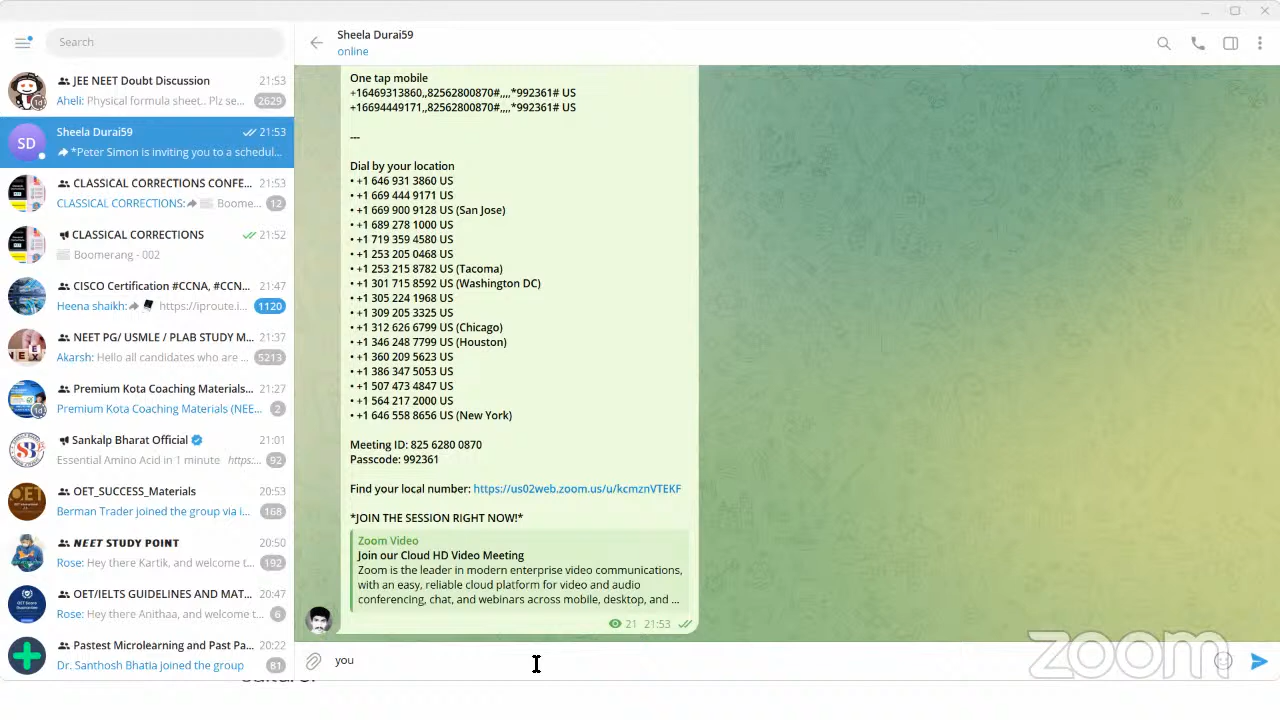 Search
JEE NEET Doubt Discussion 21:53
Aheli: Physical formula sheet.. Plz se... 2629
1d
SD
Sheela Durai59 21:53
*Peter Simon is inviting you to a schedul...
CLASSICAL CORRECTIONS CONFE... 21:53
CLASSICAL CORRECTIONS: Boome... 12
CLASSICAL CORRECTIONS 21:52
Boomerang - 002
CISCO Certification #CCNA, #CCN... 21:47
Heena shaikh: https://iproute.i... 1120
NEET PG/ USMLE / PLAB STUDY M... 21:37
Akarsh: Hello all candidates who are ... 5213
Premium Kota Coaching Materials... 21:27
Premium Kota Coaching Materials (NEE... 2
1d
Sankalp Bharat Official 21:01
Essential Amino Acid in 1 minute https:... 92
OET_SUCCESS_Materials 20:53
Berman Trader joined the group via i... 168
NEET STUDY POINT 20:50
Rose: Hey there Kartik, and welcome t... 192
OET/IELTS GUIDELINES AND MAT... 20:47
Rose: Hey there Anithaa, and welcome t... 6
Pastest Microlearning and Past Pa... 20:22
Dr. Santhosh Bhatia joined the group 81
Sheela Durai59
online
One tap mobile
+16469313860,,82562800870#,,,,*992361# US
+16694449171,,82562800870#,,,,*992361# US
---
Dial by your location
• +1 646 931 3860 US
• +1 669 444 9171 US
• +1 669 900 9128 US (San Jose)
• +1 689 278 1000 US
• +1 719 359 4580 US
• +1 253 205 0468 US
• +1 253 215 8782 US (Tacoma)
• +1 301 715 8592 US (Washington DC)
• +1 305 224 1968 US
• +1 309 205 3325 US
• +1 312 626 6799 US (Chicago)
• +1 346 248 7799 US (Houston)
• +1 360 209 5623 US
• +1 386 347 5053 US
• +1 507 473 4847 US
• +1 564 217 2000 US
• +1 646 558 8656 US (New York)
Meeting ID: 825 6280 0870
Passcode: 992361
Find your local number: https://us02web.zoom.us/u/kcmznVTEKF
*JOIN THE SESSION RIGHT NOW!*
Zoom Video
Join our Cloud HD Video Meeting
Zoom is the leader in modern enterprise video communications,
with an easy, reliable cloud platform for video and audio
conferencing, chat, and webinars across mobile, desktop, and ...
21 21:53
you
zoom